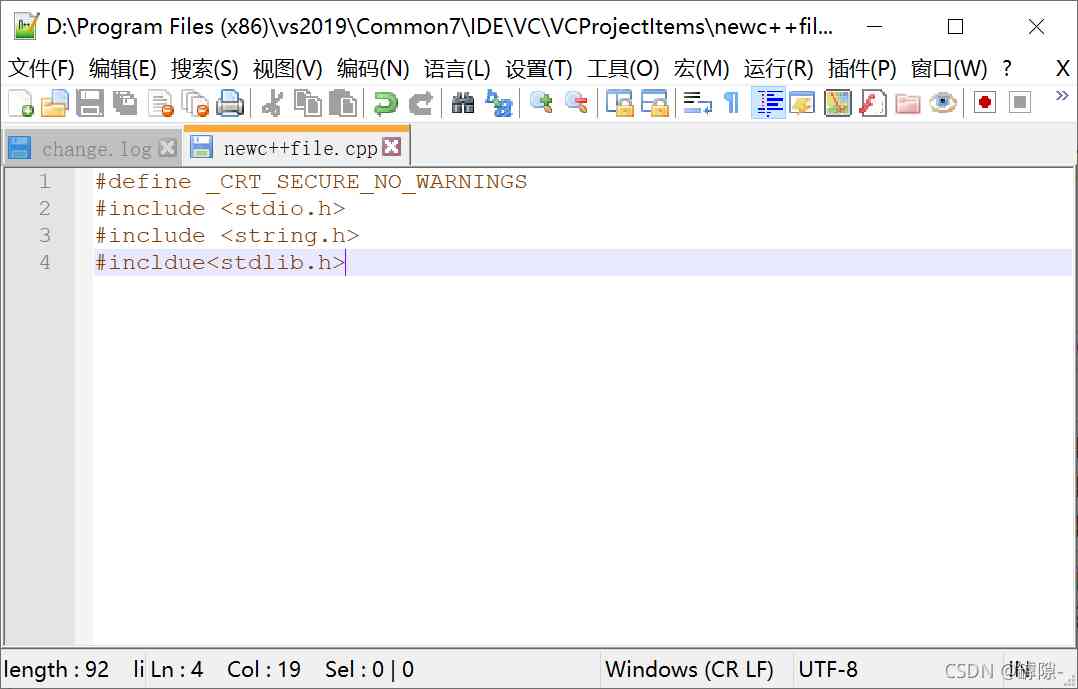 D:\Program Files (x86)\vs2019\Common7\IDE\VC\VCProjectItems\newc++fil...
文件(F) 编辑(E) 搜索(S) 视图(V) 编码(N) 语言(L) 设置(T) 工具(O) 宏(M) 运行(R) 插件(P) 窗口(W) ? X
change.log newc++file.cpp
1 #define _CRT_SECURE_NO_WARNINGS
2 #include <stdio.h>
3 #include <string.h>
4 #incldue<stdlib.h>
length : 92 li Ln : 4 Col : 19 Sel : 0 | 0 Windows (CR LF) UTF-8 IN
CSDN